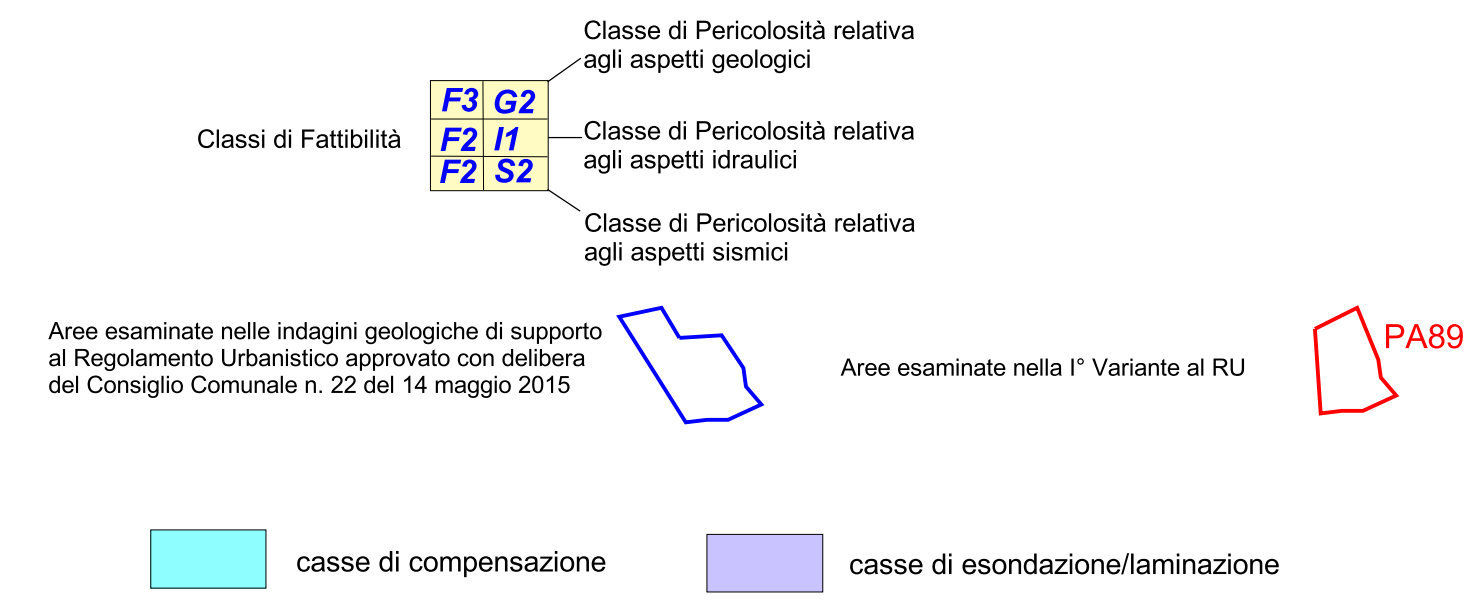 Classe di Pericolosità relativa
agli aspetti geologici
F3 G2
Classi di Fattibilità
F2 I1
Classe di Pericolosità relativa
agli aspetti idraulici
F2 S2
Classe di Pericolosità relativa
agli aspetti sismici
Aree esaminate nelle indagini geologiche di supporto
al Regolamento Urbanistico approvato con delibera
del Consiglio Comunale n. 22 del 14 maggio 2015
Aree esaminate nella I° Variante al RU
PA89
casse di compensazione
casse di esondazione/laminazione